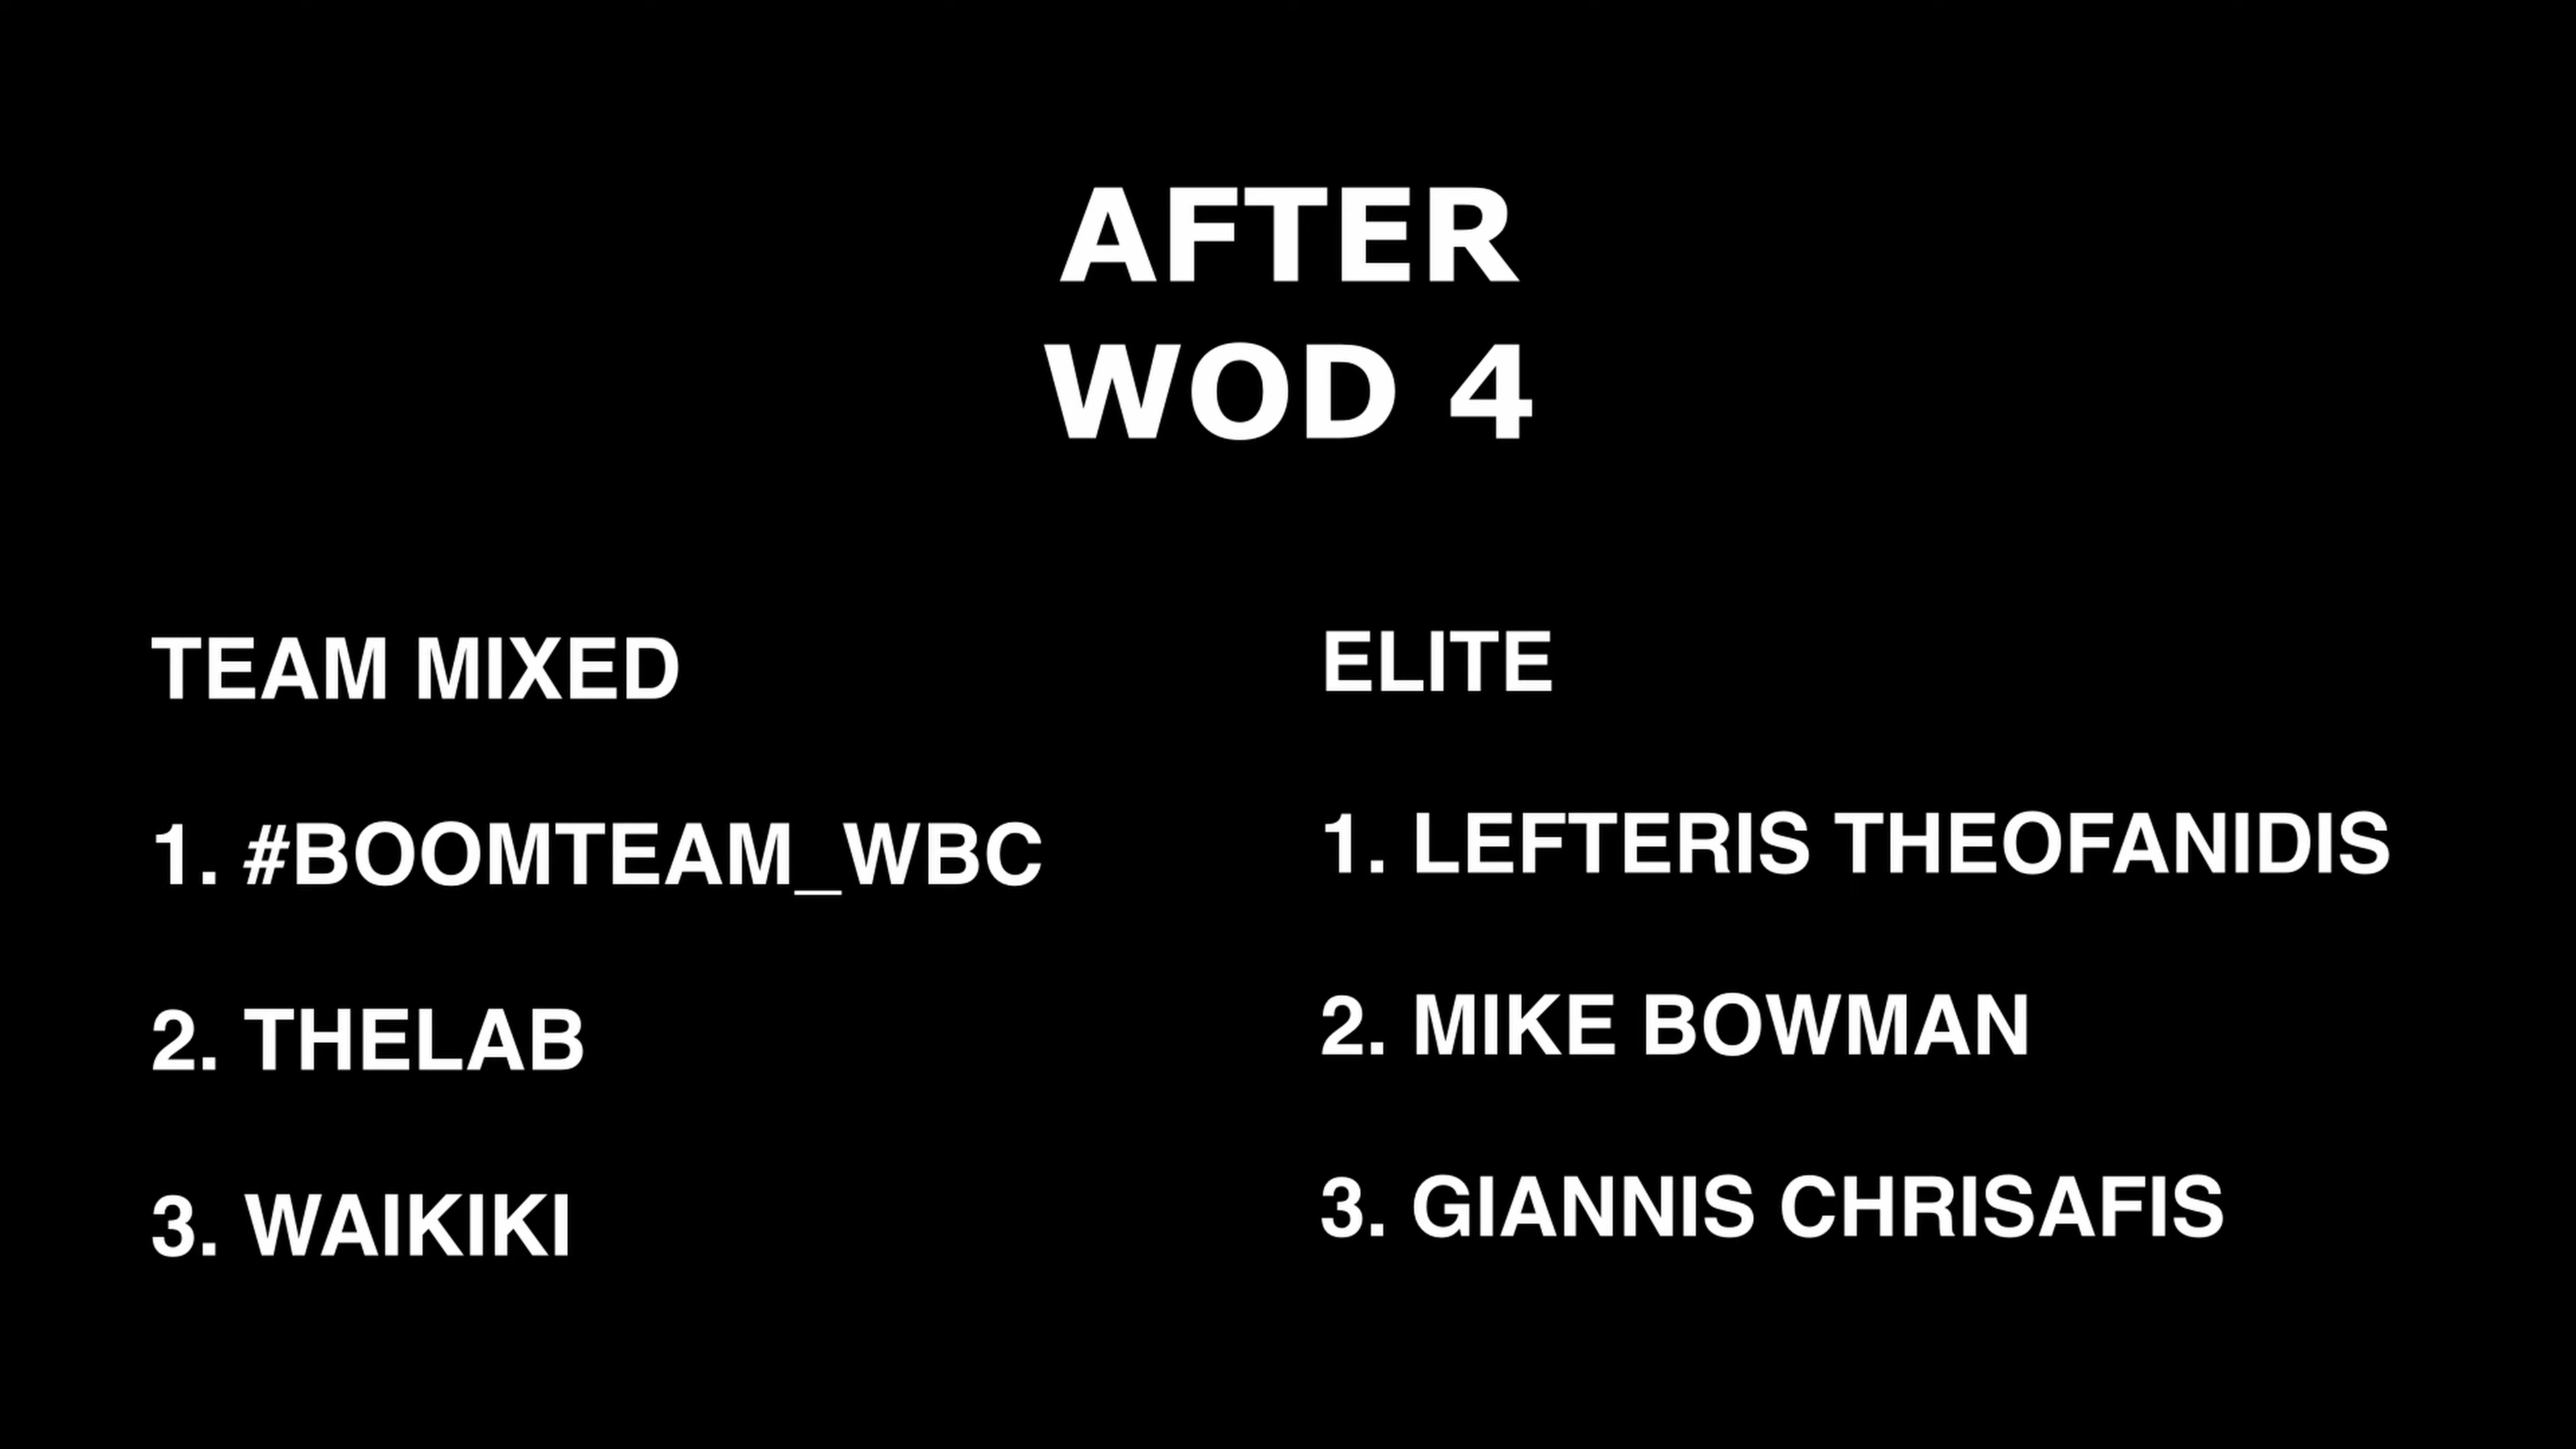 AFTER
WOD 4
TEAM MIXED
1. #BOOMTEAM_WBC
2. THELAB
3. WAIKIKI
ELITE
1. LEFTERIS THEOFANIDIS
2. MIKE BOWMAN
3. GIANNIS CHRISAFIS